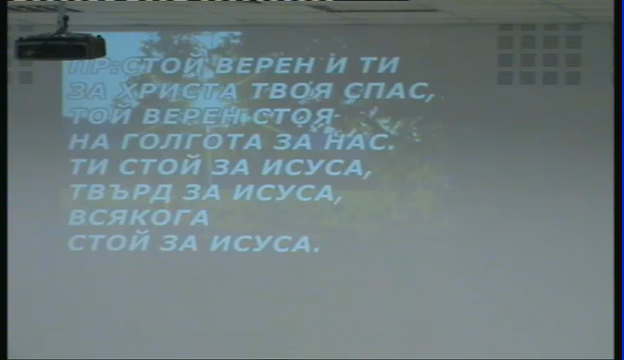 ПР:СТОЙ ВЕРЕН И ТИ
ЗА ХРИСТА ТВОЯ СПАС,
ТОЙ ВЕРЕН СТОЯ
НА ГОЛГОТА ЗА НАС.
ТИ СТОЙ ЗА ИСУСА,
ТВЪРД ЗА ИСУСА,
ВСЯКОГА
СТОЙ ЗА ИСУСА.